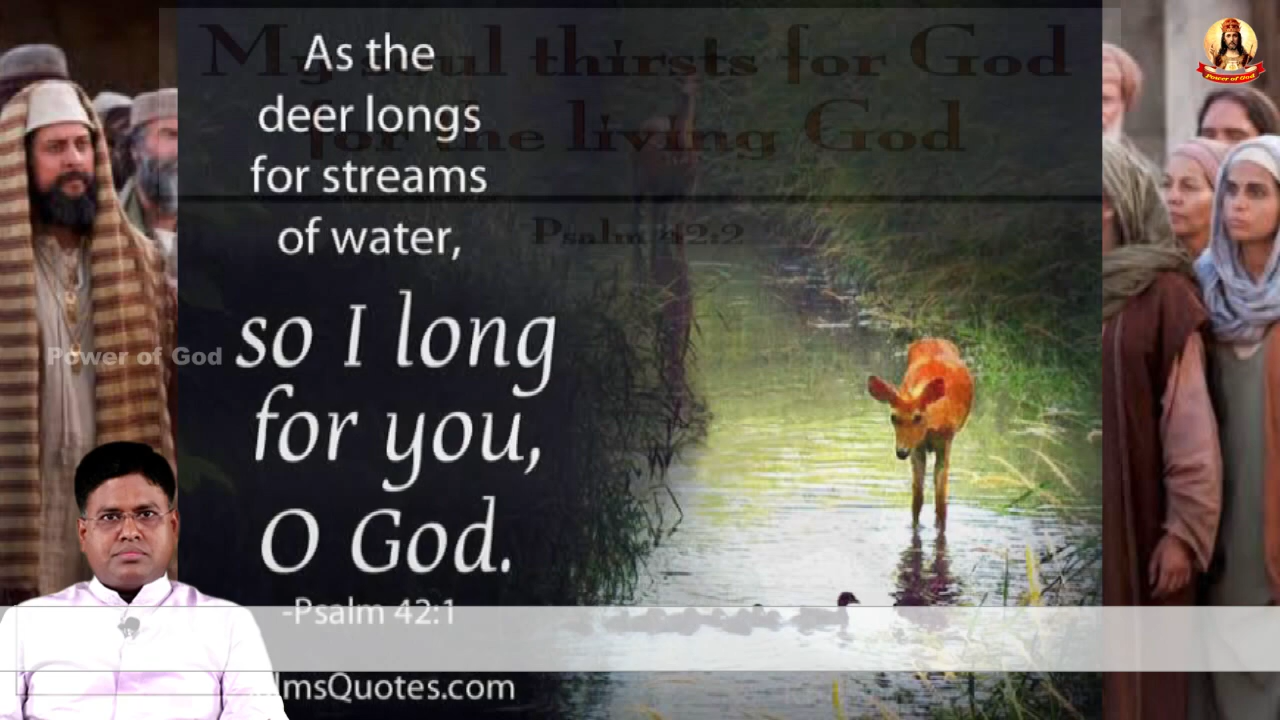 My soul thirsts for God
for the living God
Psalm 42:2
As the
deer longs
for streams
of water,
so I long
for you,
O God.
-Psalm 42:1
lmsQuotes.com
Power of God
Power of God